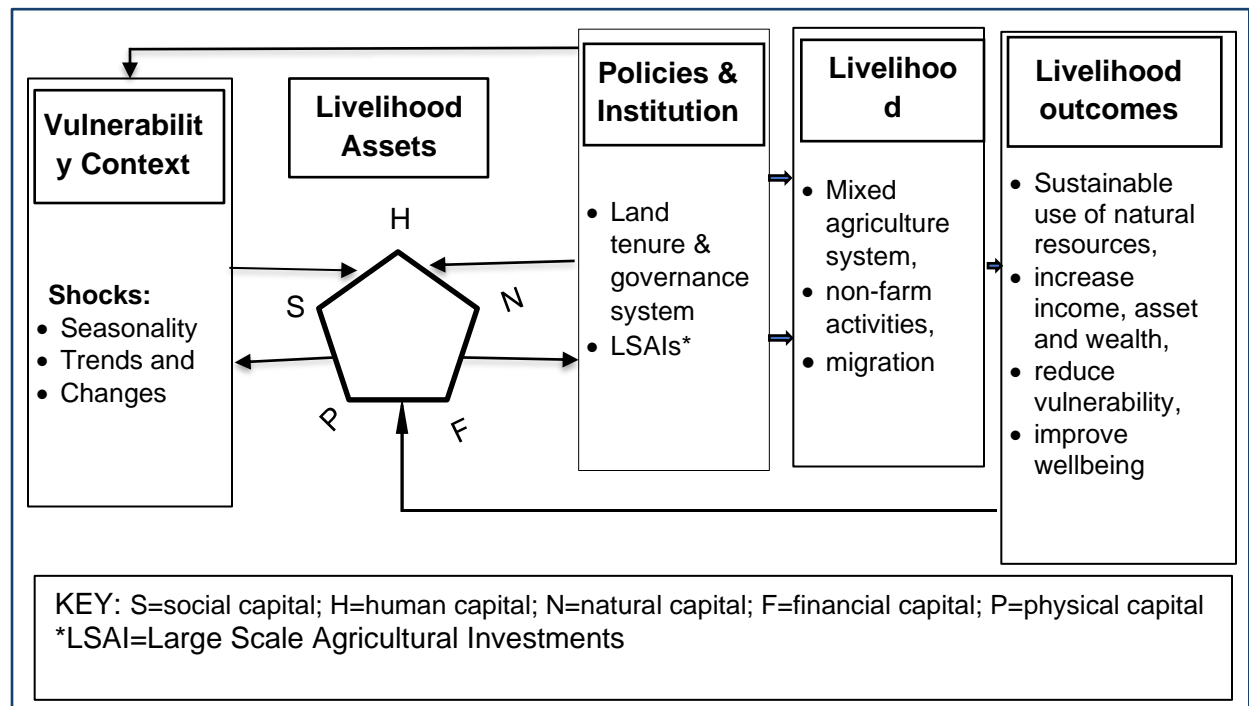 Vulnerabilit
y Context
Shocks:
• Seasonality
• Trends and
• Changes
Livelihood
Assets
H
S
N
P
F
Policies &
Institution
• Land
tenure &
governance
system
• LSAIs*
Livelihoo
d
• Mixed
agriculture
system,
• non-farm
activities,
• migration
Livelihood
outcomes
• Sustainable
use of natural
resources,
• increase
income, asset
and wealth,
• reduce
vulnerability,
• improve
wellbeing
KEY: S=social capital; H=human capital; N=natural capital; F=financial capital; P=physical capital
*LSAI=Large Scale Agricultural Investments